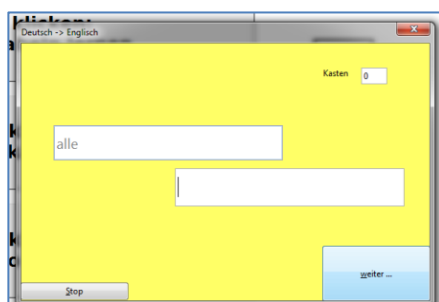 klicken:
Deutsch -> Englisch
Kasten 0
alle
weiter ...
Stop